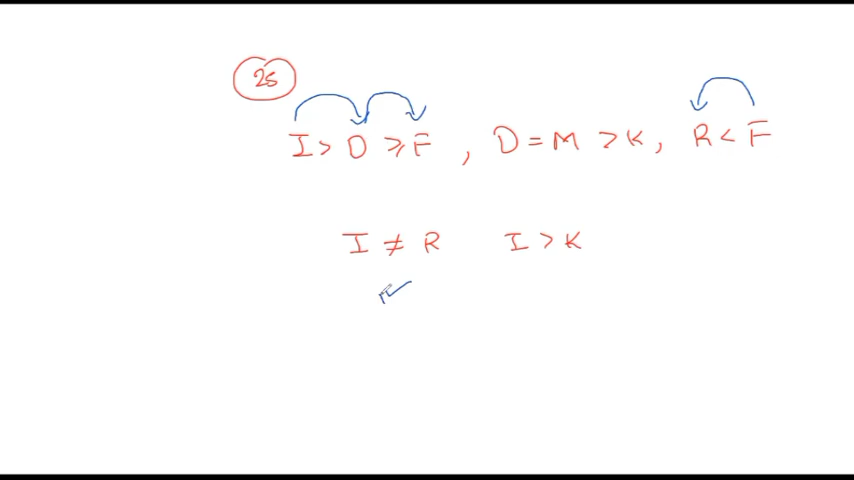 25
I > D ≥ F , D = M > K , R < F
I ≠ R I > K